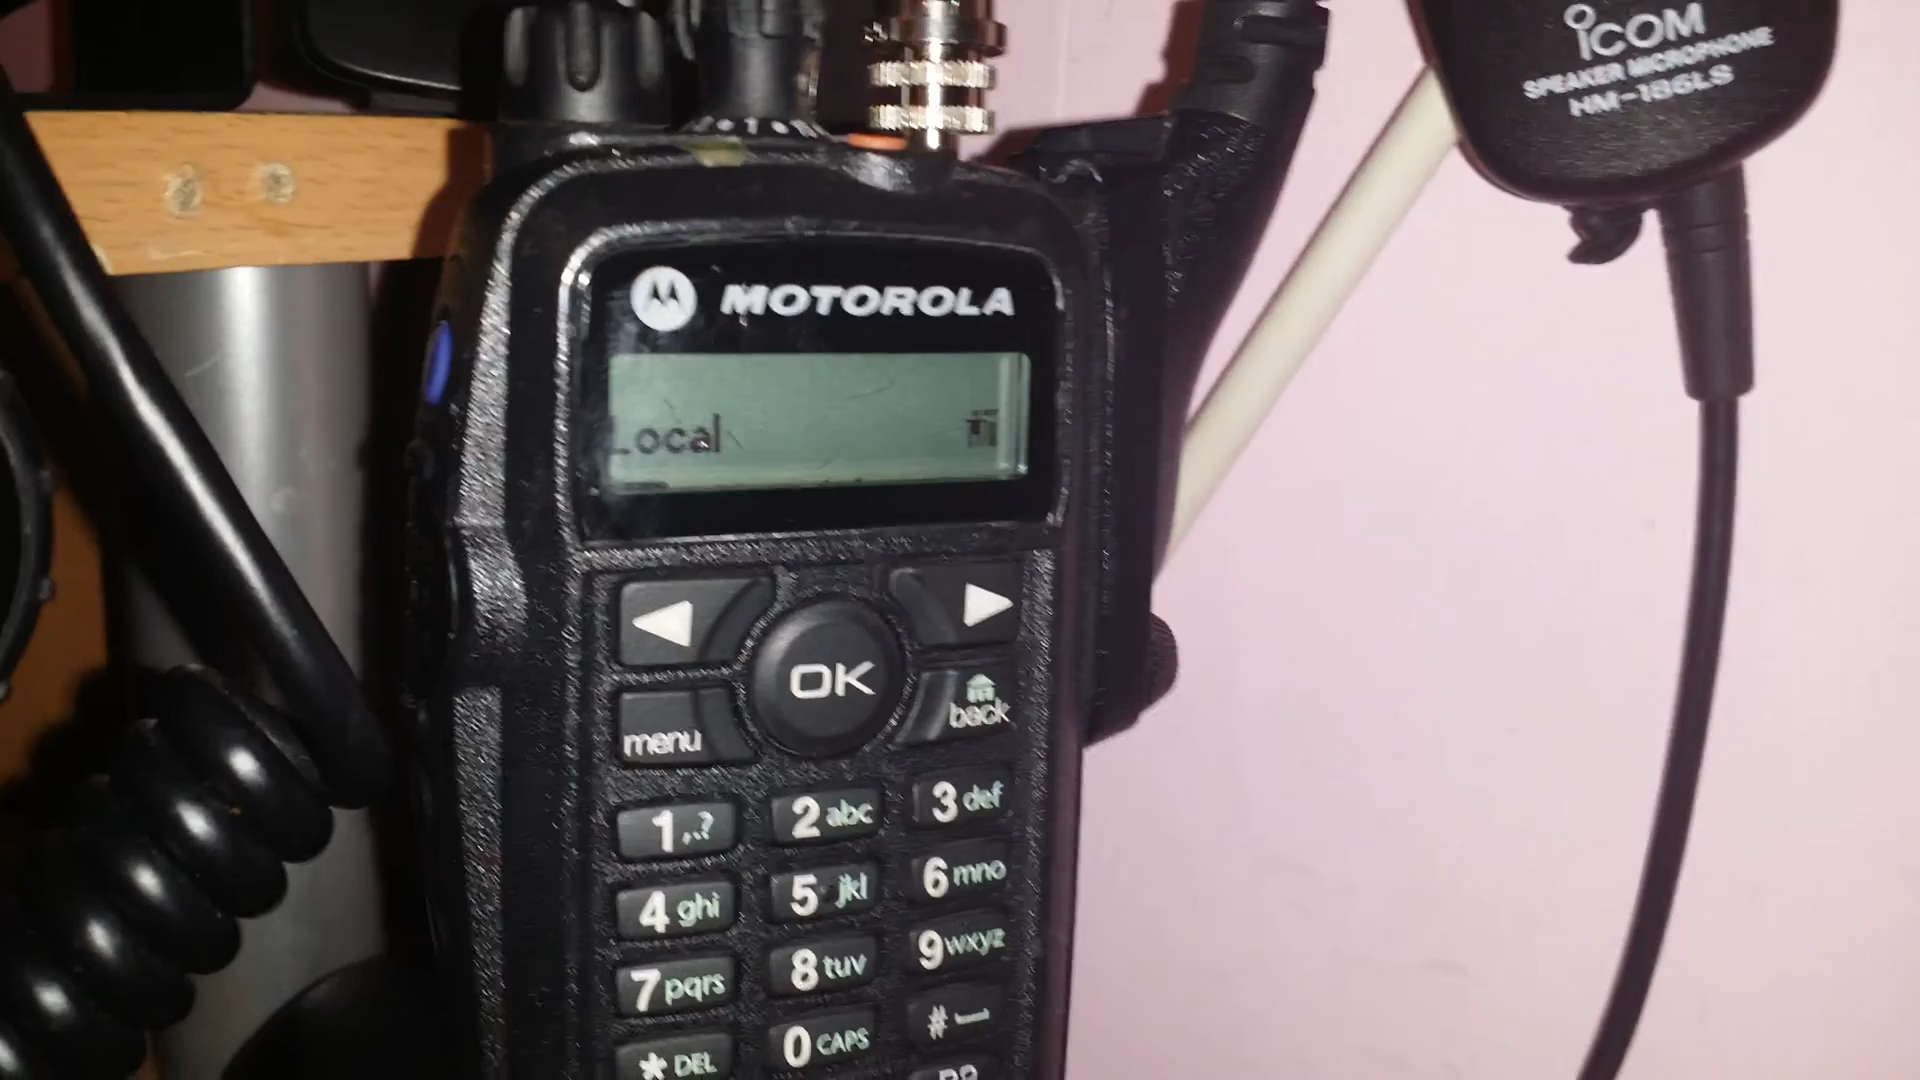 iCOM
SPEAKER MICROPHONE
HM-186LS
MOTOROLA
Local
OK
menu
back
1.,?
2 abc
3 def
4 ghi
5 jkl
6 mno
7 pqrs
8 tuv
9 wxyz
* DEL
0 CAPS
#